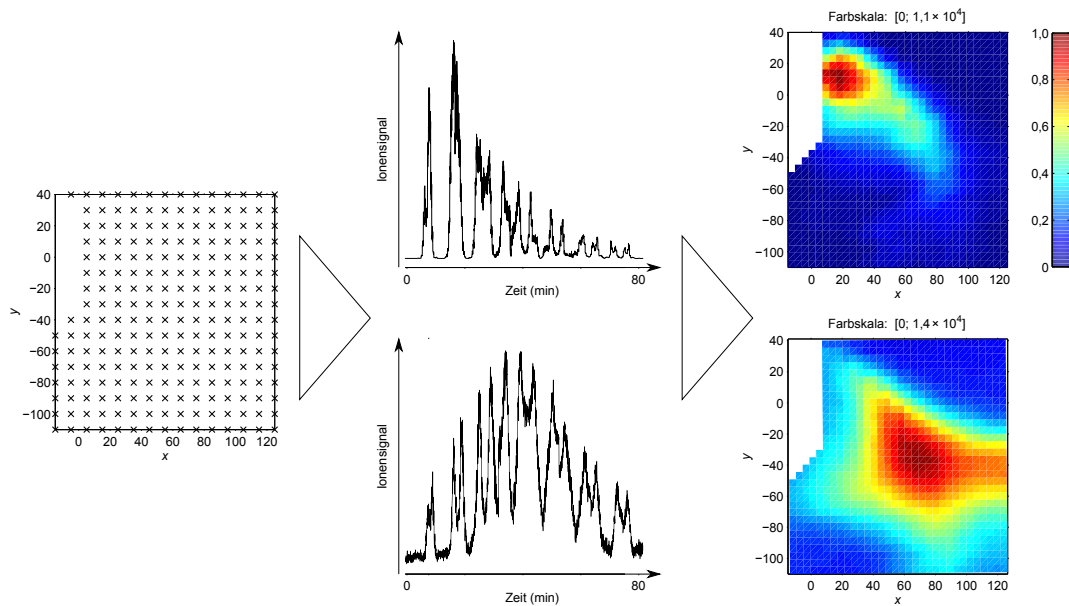 40
20
0
−20
−40
−60
−80
−100
y
0 20 40 60 80 100 120
x
Ionensignal
0 80
Zeit (min)
Ionensignal
0 80
Zeit (min)
Farbskala: [0; 1,1 × 10⁴]
40
20
0
−20
−40
−60
−80
−100
y
0 20 40 60 80 100 120
x
1,0
0,8
0,6
0,4
0,2
0
Farbskala: [0; 1,4 × 10⁴]
40
20
0
−20
−40
−60
−80
−100
y
0 20 40 60 80 100 120
x